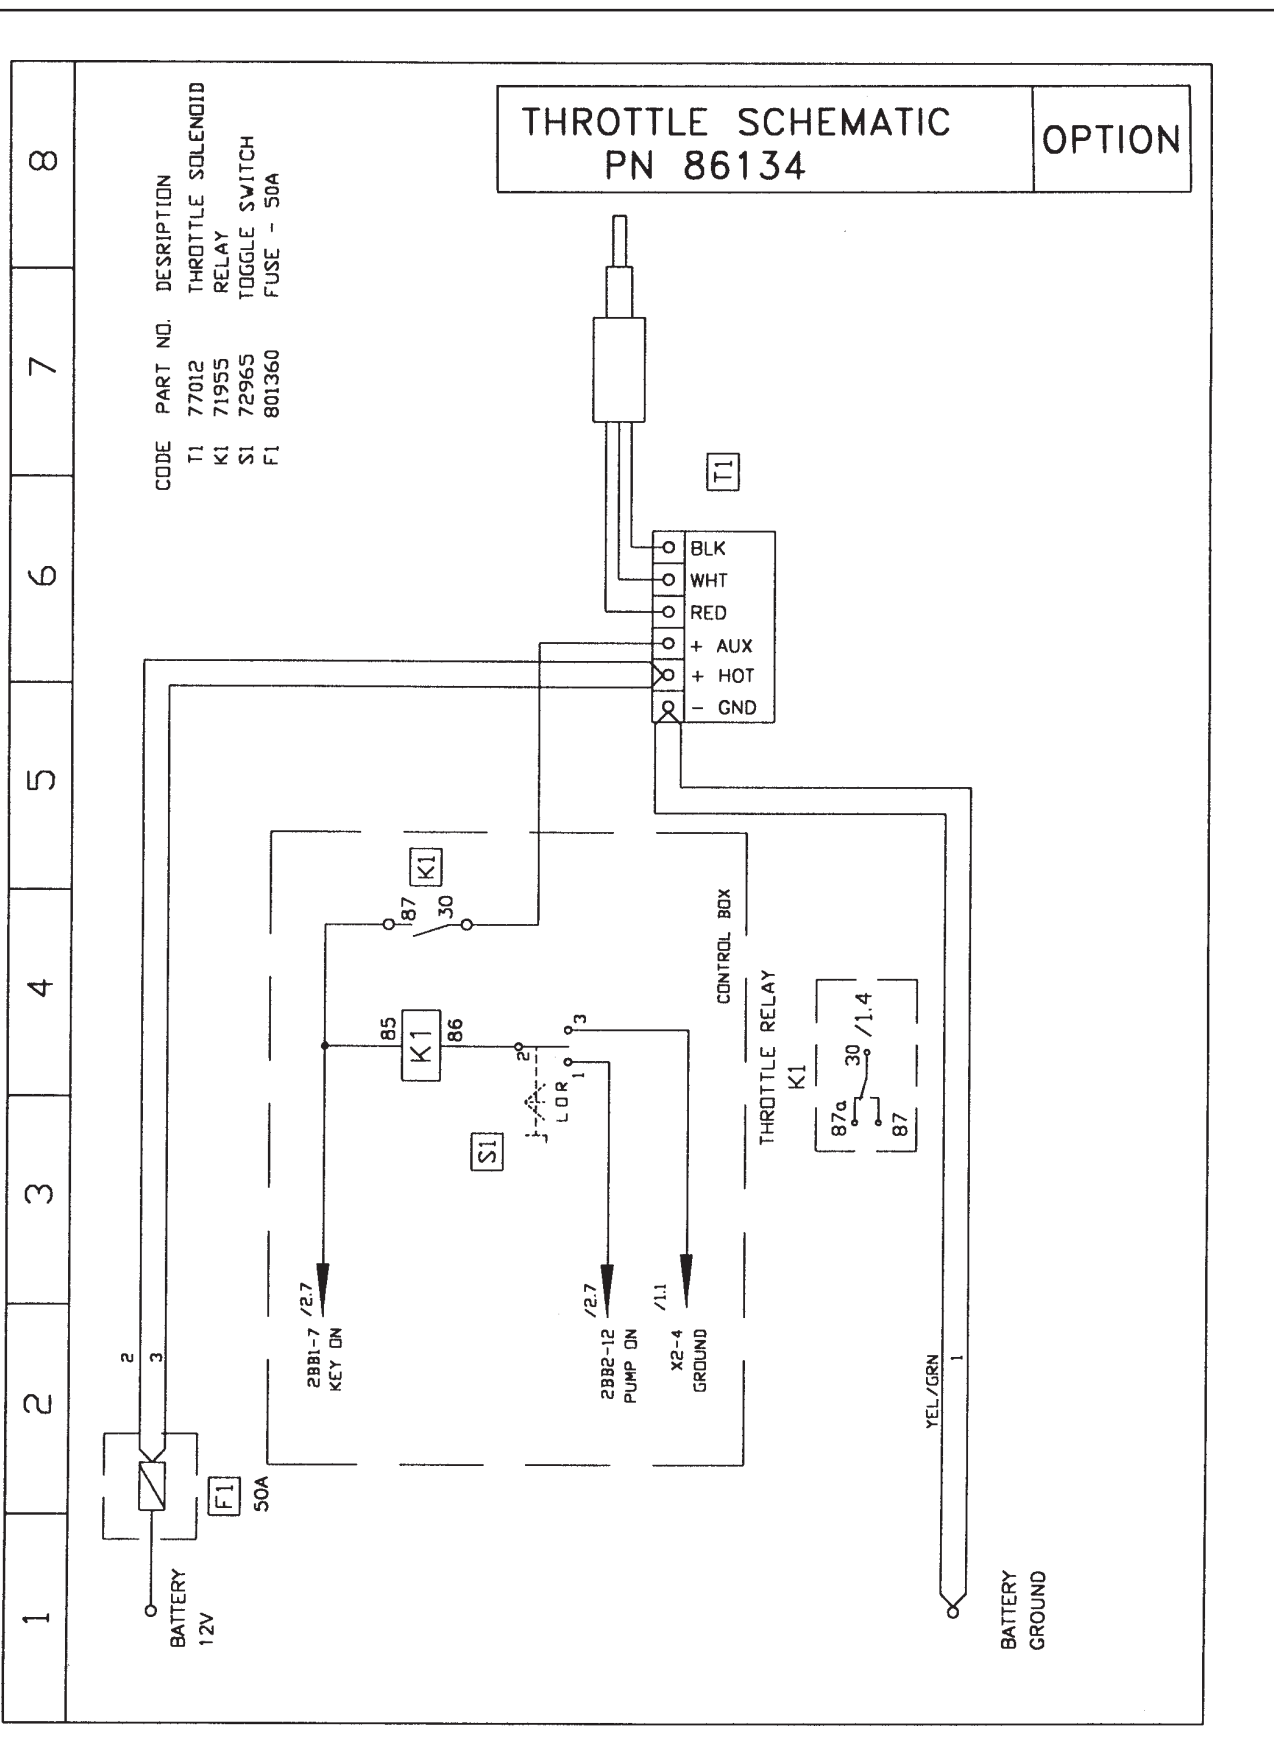 THROTTLE SCHEMATIC
PN 86134
OPTION
1
2
3
4
5
6
7
8
CODE PART NO. DESRIPTION
T1 77012 THROTTLE SOLENOID
K1 71955 RELAY
S1 72965 TOGGLE SWITCH
F1 801360 FUSE - 50A
T1
BLK
WHT
RED
+ AUX
+ HOT
- GND
2
3
F1
50A
BATTERY
12V
K1
87
30
85
K1
86
2
3
1
L O R
S1
CONTROL BOX
2BB1-7 /2.7
KEY ON
2BB2-12 /2.7
PUMP ON
X2-4 /1.1
GROUND
THROTTLE RELAY
K1
87a
30 /1.4
87
YEL/GRN
1
BATTERY
GROUND